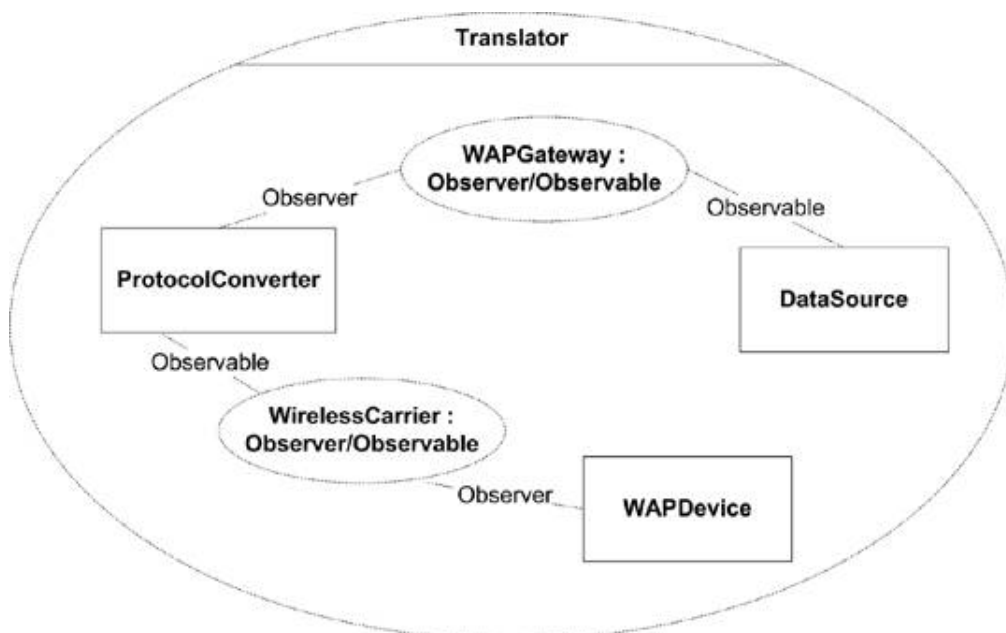 Translator
WAPGateway :
Observer/Observable
Observer
Observable
ProtocolConverter
DataSource
Observable
WirelessCarrier :
Observer/Observable
Observer
WAPDevice